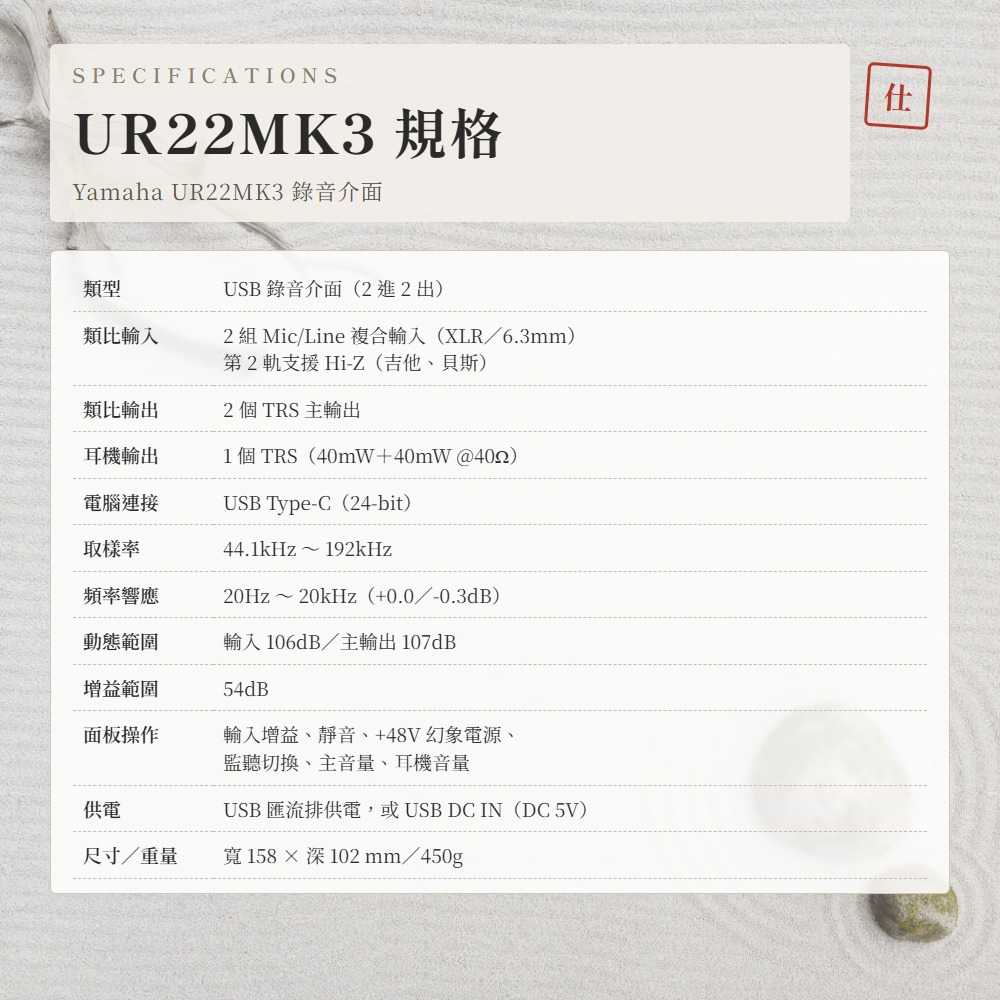 SPECIFICATIONS
UR22MK3 規格
Yamaha UR22MK3 錄音介面
仕
類型 USB 錄音介面（2 進 2 出）
類比輸入 2 組 Mic/Line 複合輸入（XLR／6.3mm）
第 2 軌支援 Hi-Z（吉他、貝斯）
類比輸出 2 個 TRS 主輸出
耳機輸出 1 個 TRS（40mW＋40mW @40Ω）
電腦連接 USB Type-C（24-bit）
取樣率 44.1kHz ～ 192kHz
頻率響應 20Hz ～ 20kHz（+0.0／-0.3dB）
動態範圍 輸入 106dB／主輸出 107dB
增益範圍 54dB
面板操作 輸入增益、靜音、+48V 幻象電源、
監聽切換、主音量、耳機音量
供電 USB 匯流排供電，或 USB DC IN（DC 5V）
尺寸／重量 寬 158 × 深 102 mm／450g